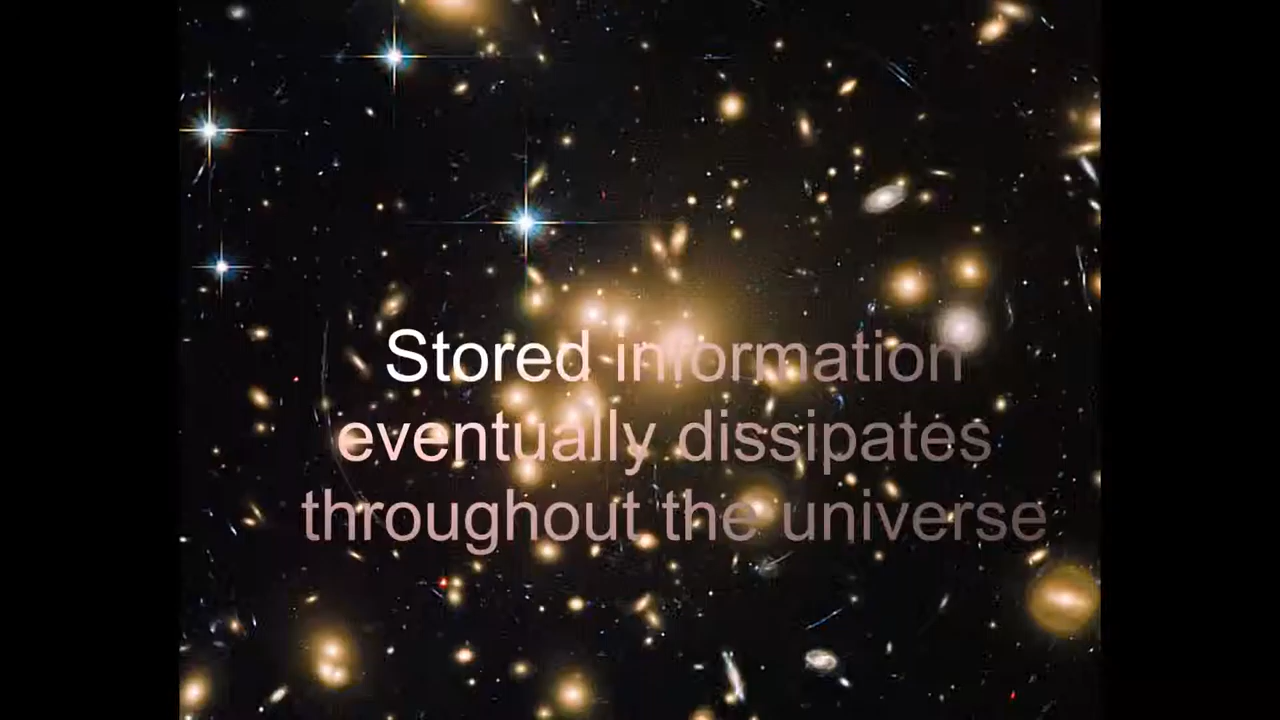 Stored information
eventually dissipates
throughout the universe